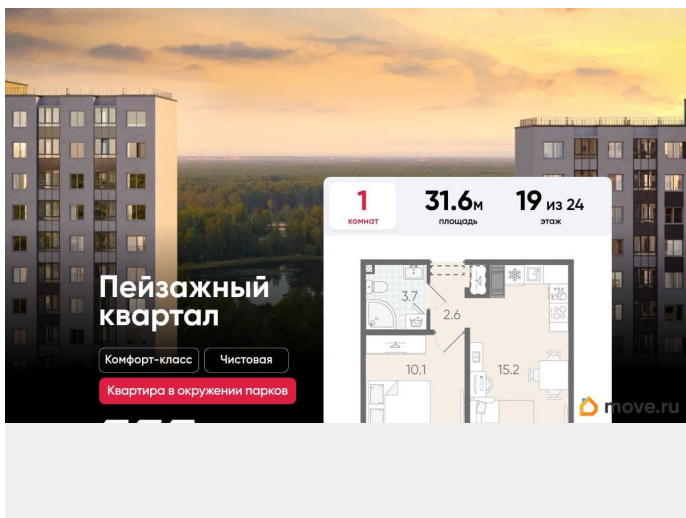 1
комнат
31.6м
площадь
19 из 24
этаж
Пейзажный
квартал
Комфорт-класс
Чистовая
Квартира в окружении парков
3.7
2.6
10.1
15.2
move.ru